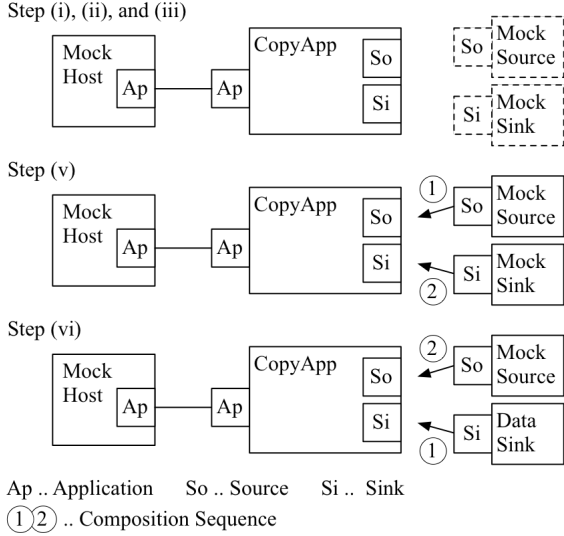 Step (i), (ii), and (iii)
Mock Host
Ap
Ap
CopyApp
So
Si
So
Mock Source
Si
Mock Sink
Step (v)
Mock Host
Ap
Ap
CopyApp
So
Si
1
So
Mock Source
2
Si
Mock Sink
Step (vi)
Mock Host
Ap
Ap
CopyApp
So
Si
2
So
Mock Source
1
Si
Data Sink
Ap .. Application So .. Source Si .. Sink
1 2 .. Composition Sequence